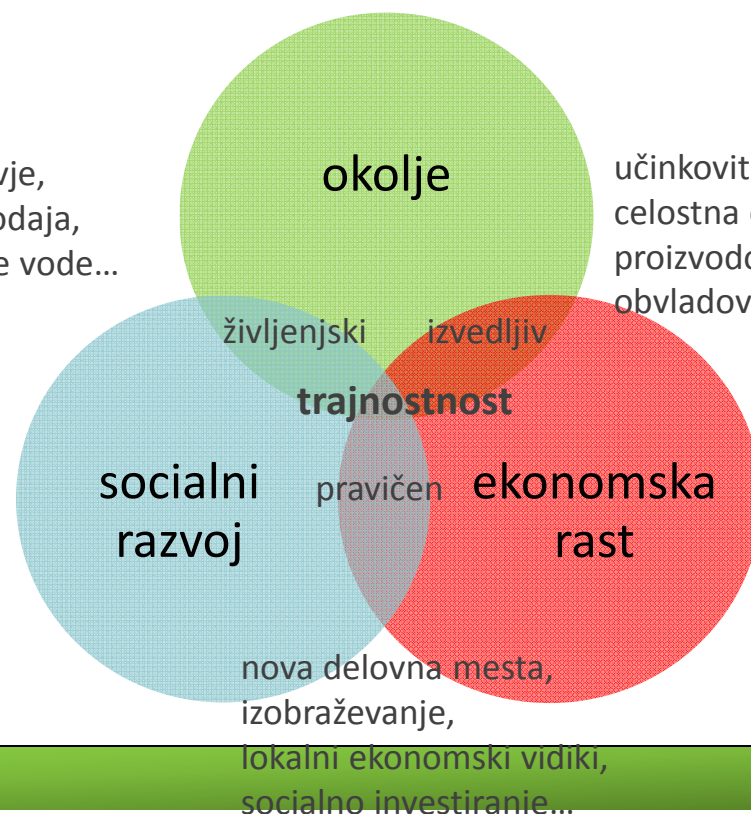 okolje
vje,
odaja,
e vode…
učinkovit
celostna
proizvodo
obvladov
življenjski izvedljiv
trajnostnost
socialni
razvoj
pravičen
ekonomska
rast
nova delovna mesta,
izobraževanje,
lokalni ekonomski vidiki,
socialno investiranje…